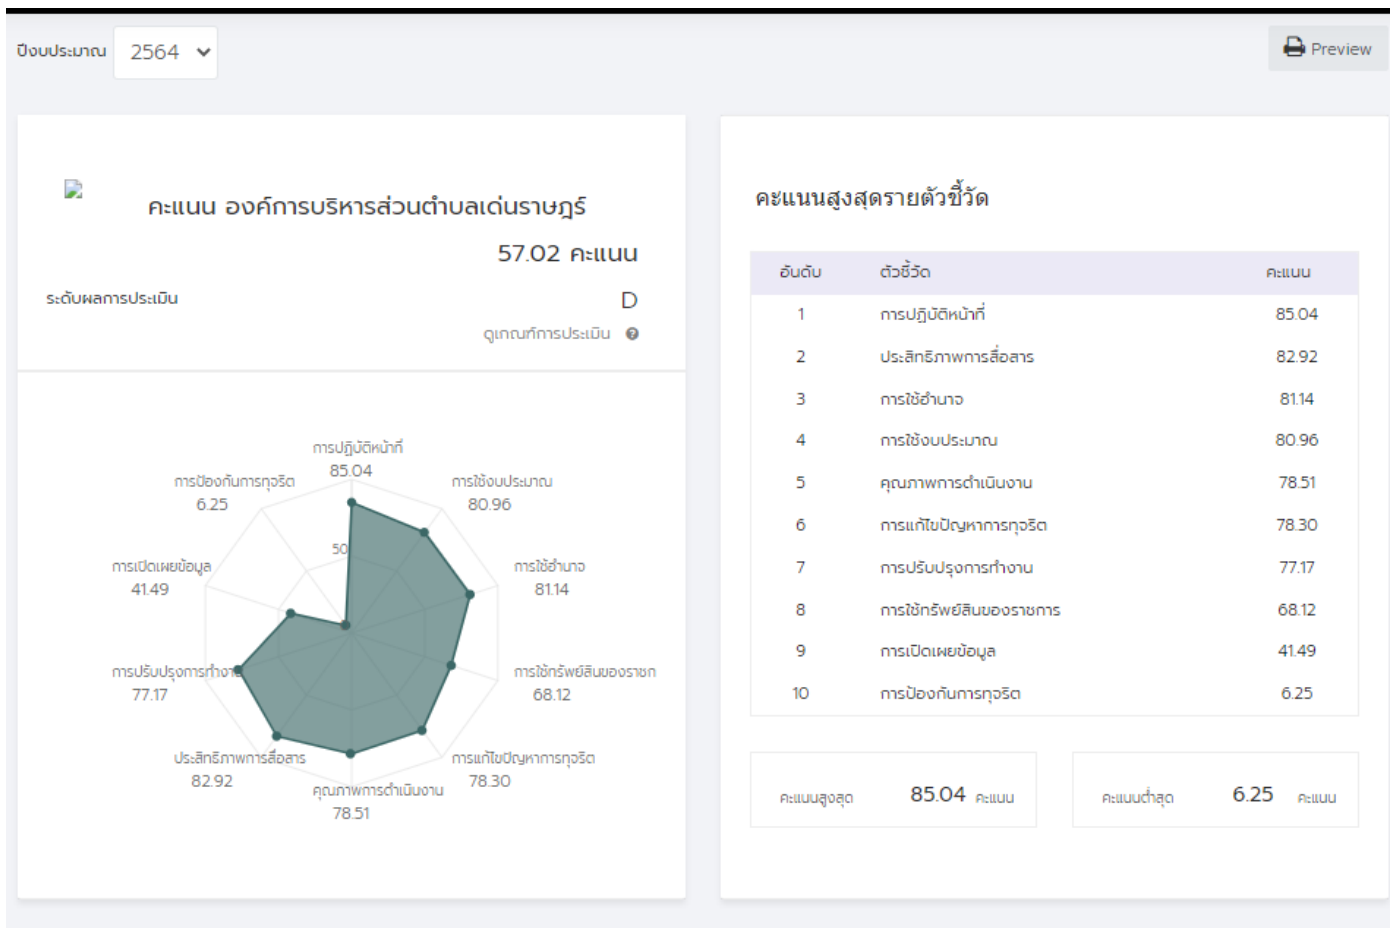 ปีงบประมาณ 2564
Preview
คะแนน องค์การบริหารส่วนตำบลเด่นราษฎร์
57.02 คะแนน
ระดับผลการประเมิน D
ดูเกณฑ์การประเมิน
การปฏิบัติหน้าที่
85.04
การใช้งบประมาณ
80.96
การใช้อำนาจ
81.14
การใช้ทรัพย์สินของราชก
68.12
การแก้ไขปัญหาการทุจริต
78.30
คุณภาพการดำเนินงาน
78.51
ประสิทธิภาพการสื่อสาร
82.92
การปรับปรุงการทำงาน
77.17
การเปิดเผยข้อมูล
41.49
การป้องกันการทุจริต
6.25
50
คะแนนสูงสุดรายตัวชี้วัด
อันดับ ตัวชี้วัด คะแนน
1 การปฏิบัติหน้าที่ 85.04
2 ประสิทธิภาพการสื่อสาร 82.92
3 การใช้อำนาจ 81.14
4 การใช้งบประมาณ 80.96
5 คุณภาพการดำเนินงาน 78.51
6 การแก้ไขปัญหาการทุจริต 78.30
7 การปรับปรุงการทำงาน 77.17
8 การใช้ทรัพย์สินของราชการ 68.12
9 การเปิดเผยข้อมูล 41.49
10 การป้องกันการทุจริต 6.25
คะแนนสูงสุด 85.04 คะแนน
คะแนนต่ำสุด 6.25 คะแนน